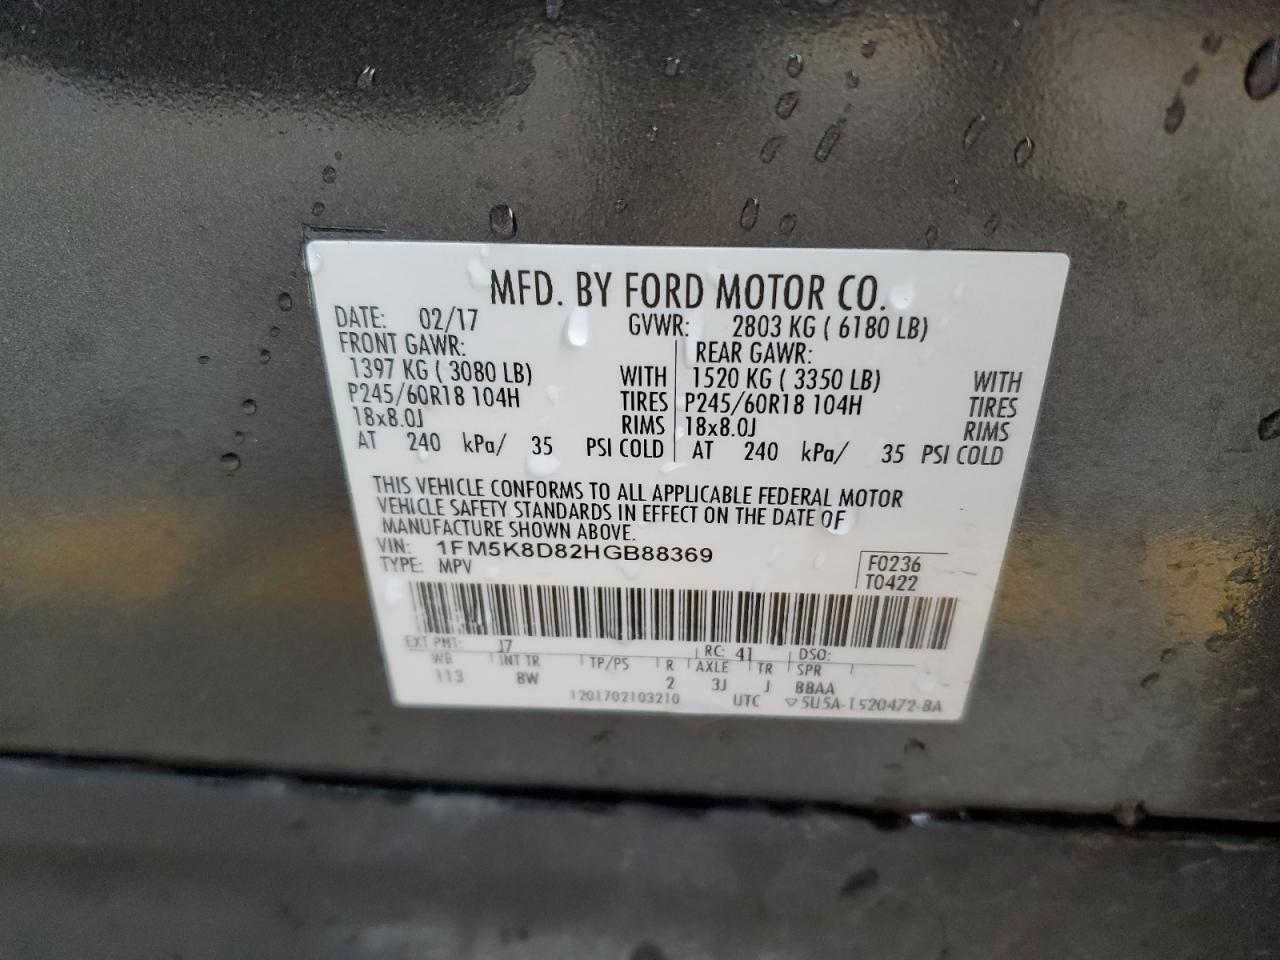 MFD. BY FORD MOTOR CO.
DATE: 02/17 GVWR: 2803 KG ( 6180 LB)
FRONT GAWR: REAR GAWR:
1397 KG ( 3080 LB) WITH 1520 KG ( 3350 LB) WITH
P245/60R18 104H TIRES P245/60R18 104H TIRES
18x8.0J RIMS 18x8.0J RIMS
AT 240 kPa/ 35 PSI COLD AT 240 kPa/ 35 PSI COLD
THIS VEHICLE CONFORMS TO ALL APPLICABLE FEDERAL MOTOR
VEHICLE SAFETY STANDARDS IN EFFECT ON THE DATE OF
MANUFACTURE SHOWN ABOVE.
VIN: 1FM5K8D82HGB88369 F0236
TYPE: MPV T0422
EXT PNT: J7 RC: 41 DSO:
WB INT TR TP/PS R AXLE TR SPR
113 8W 2 3J J BBAA
1201702103210 UTC ▽5U5A-1520472-BA